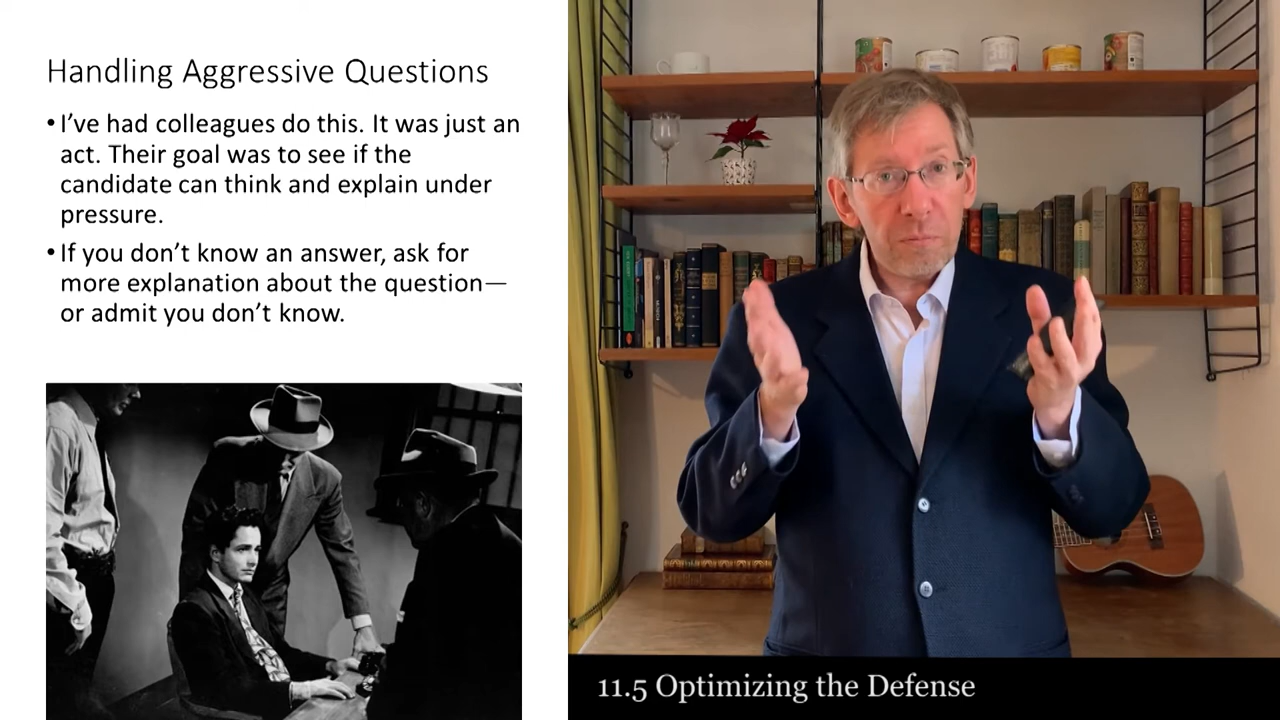 Handling Aggressive Questions
•I’ve had colleagues do this. It was just an
act. Their goal was to see if the
candidate can think and explain under
pressure.
•If you don’t know an answer, ask for
more explanation about the question—
or admit you don’t know.
11.5 Optimizing the Defense